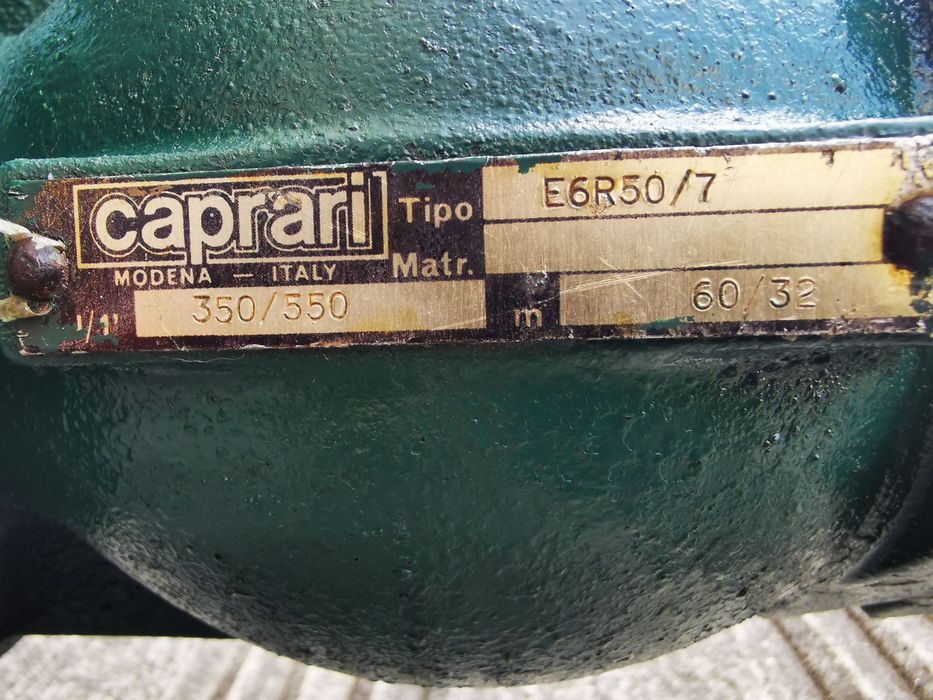 caprari
MODENA — ITALY
Tipo E6R50/7
Matr.
l/1' 350/550 m 60/32